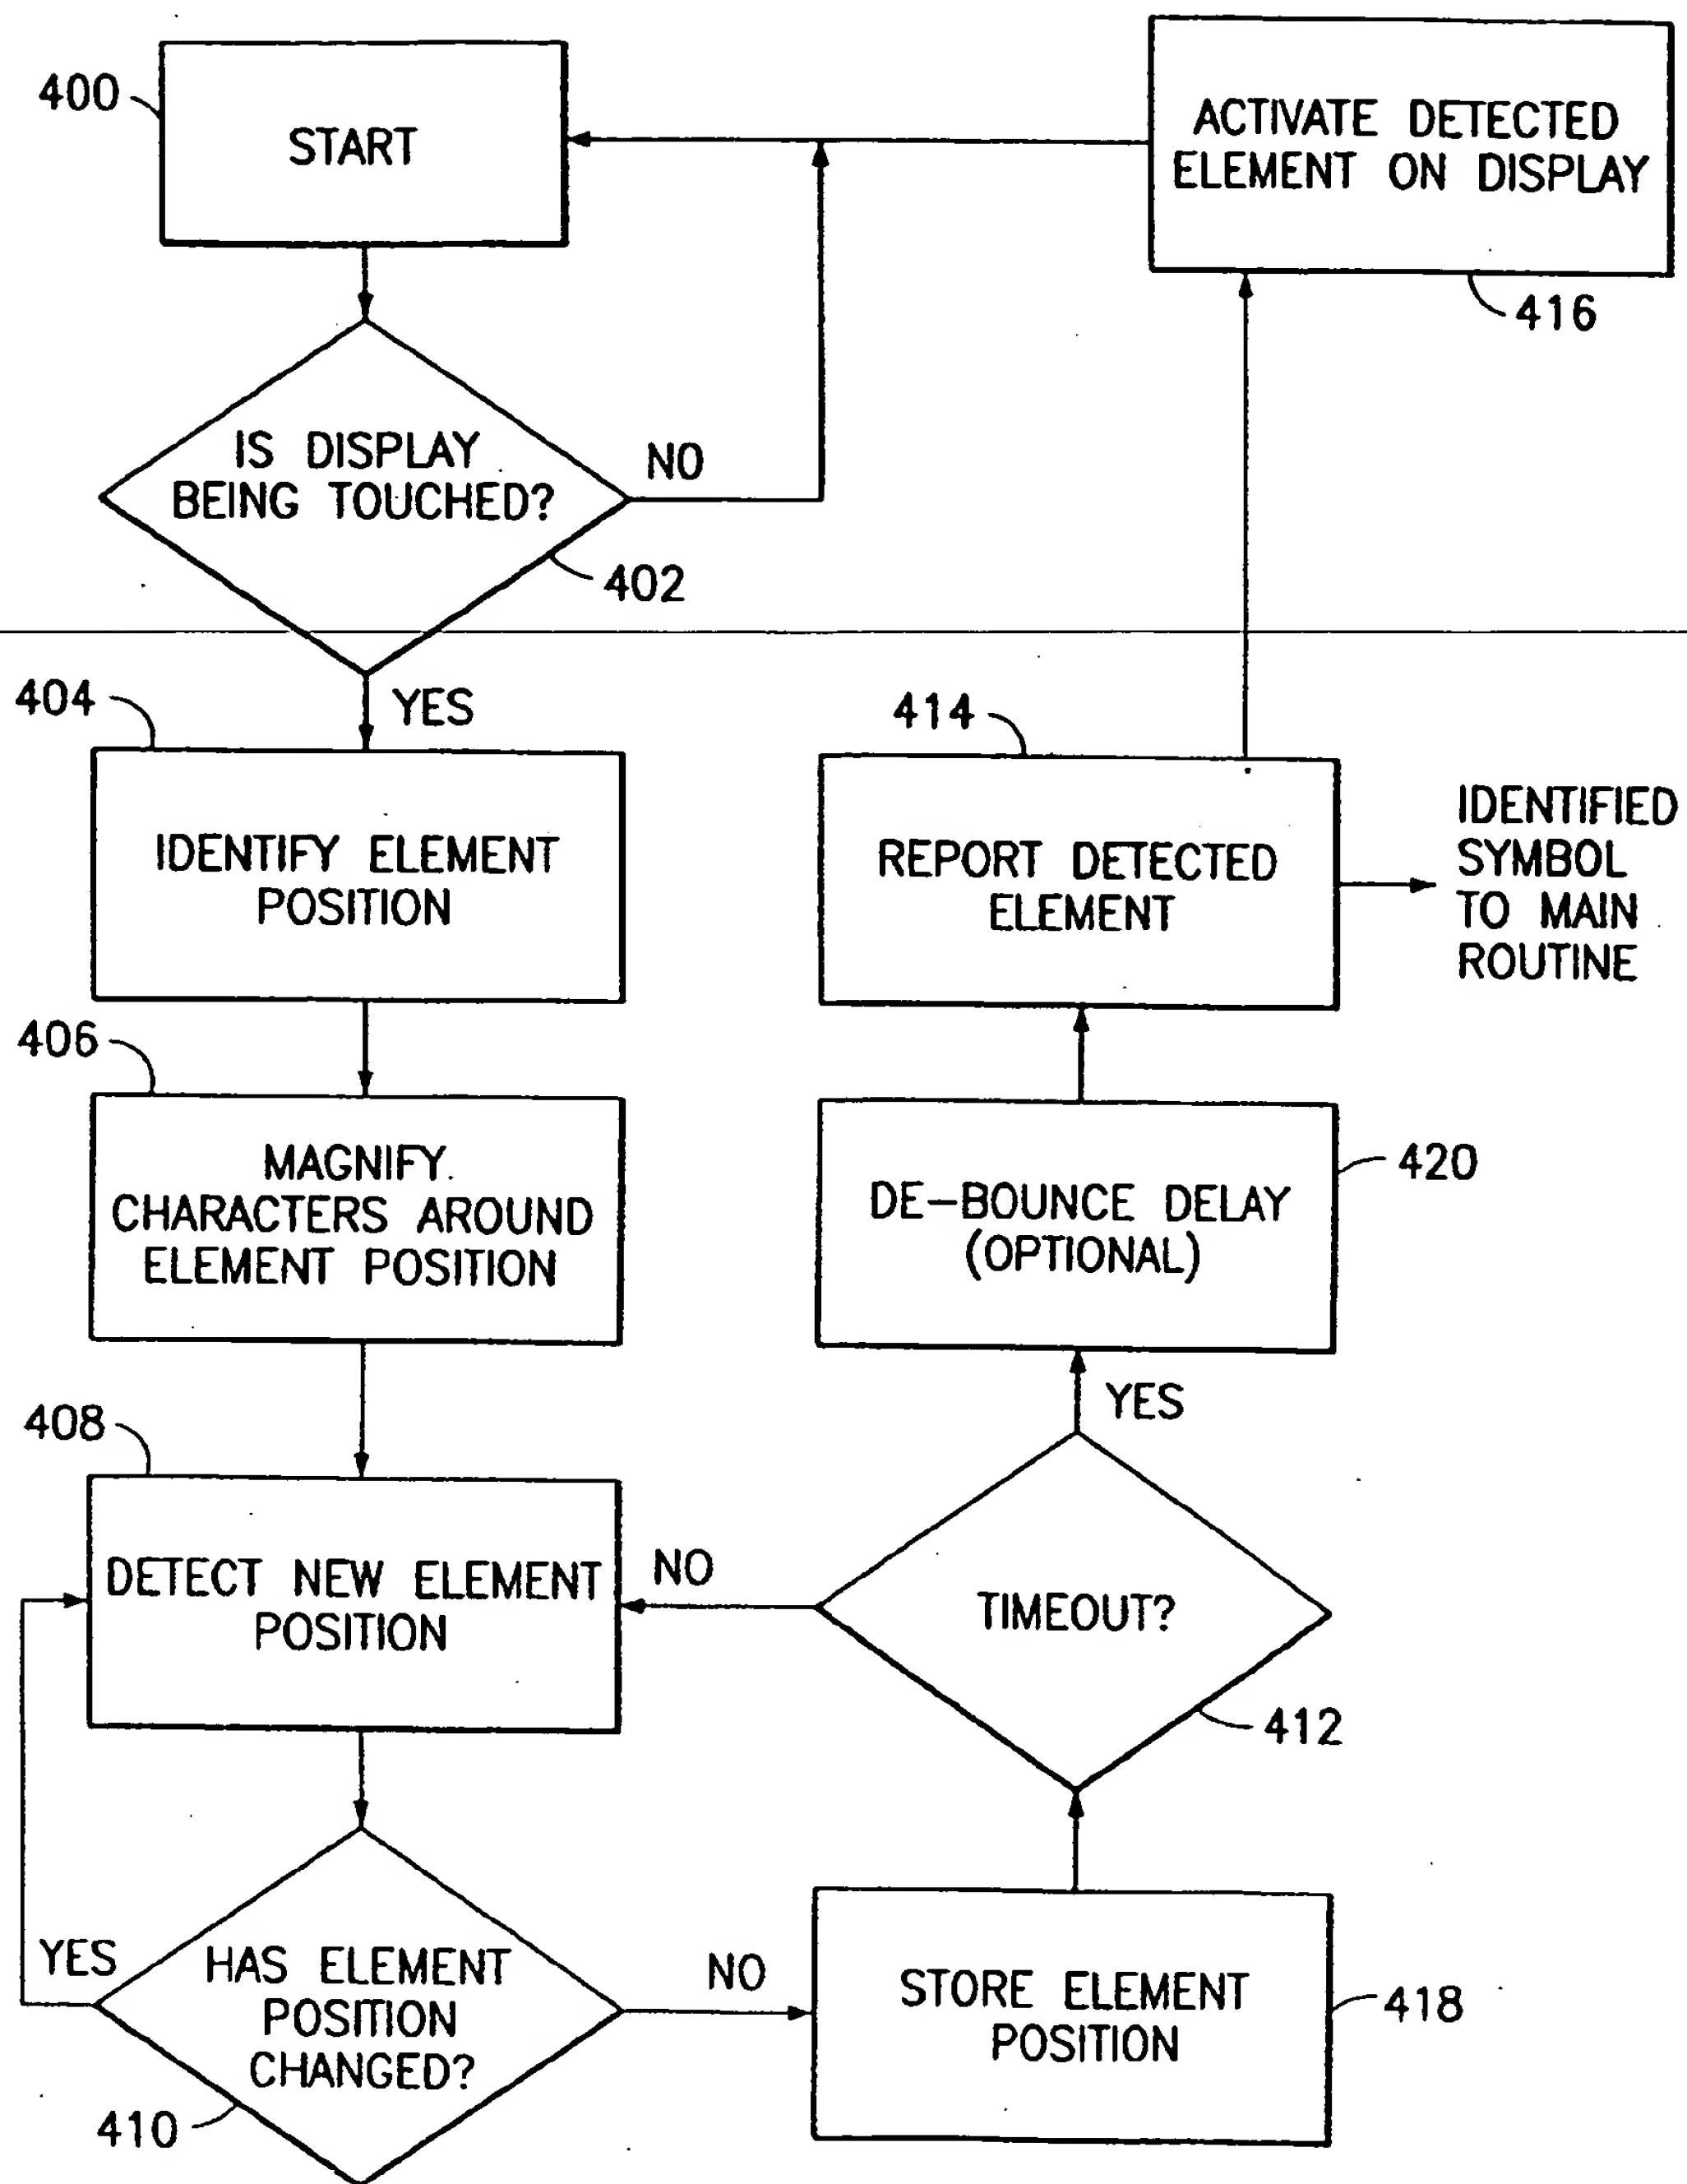 400
START
ACTIVATE DETECTED
ELEMENT ON DISPLAY
416
IS DISPLAY
BEING TOUCHED?
NO
402
YES
404
IDENTIFY ELEMENT
POSITION
406
MAGNIFY
CHARACTERS AROUND
ELEMENT POSITION
408
DETECT NEW ELEMENT
POSITION
YES
HAS ELEMENT
POSITION
CHANGED?
410
NO
STORE ELEMENT
POSITION
418
TIMEOUT?
412
NO
YES
DE-BOUNCE DELAY
(OPTIONAL)
420
414
REPORT DETECTED
ELEMENT
IDENTIFIED
SYMBOL
TO MAIN
ROUTINE